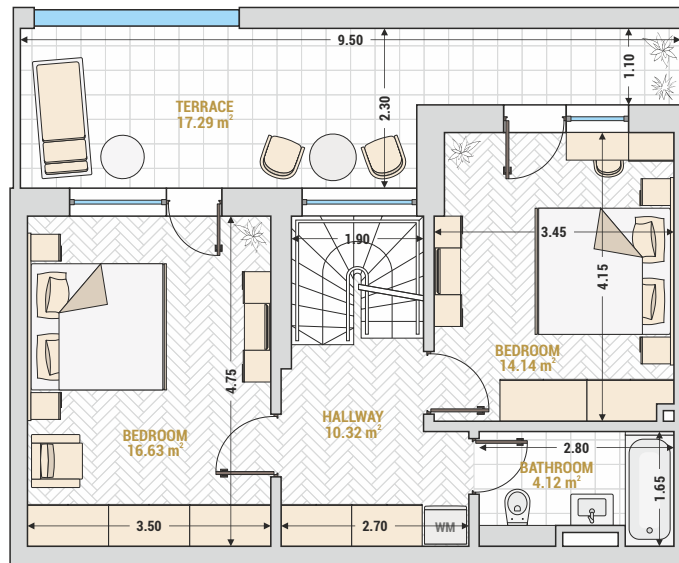 9.50
1.10
2.30
TERRACE
17.29 m²
1.90
3.45
4.15
BEDROOM
14.14 m²
4.75
HALLWAY
10.32 m²
BEDROOM
16.63 m²
2.80
BATHROOM
4.12 m²
1.65
3.50
2.70
WM